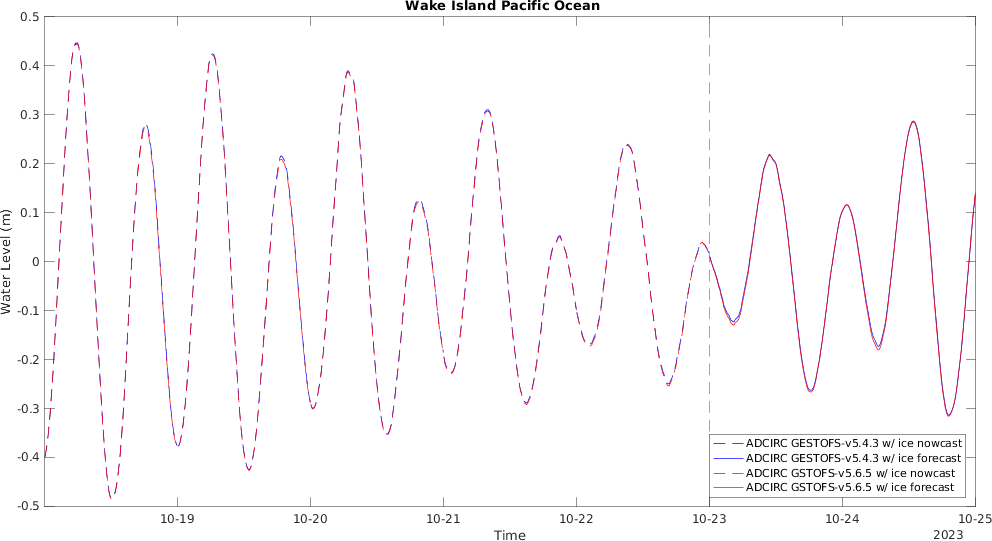 Wake Island Pacific Ocean
0.5
0.4
0.3
0.2
0.1
0
-0.1
-0.2
-0.3
-0.4
-0.5
Water Level (m)
ADCIRC GESTOFS-v5.4.3 w/ ice nowcast
ADCIRC GESTOFS-v5.4.3 w/ ice forecast
ADCIRC GSTOFS-v5.6.5 w/ ice nowcast
ADCIRC GSTOFS-v5.6.5 w/ ice forecast
10-19 10-20 10-21 10-22 10-23 10-24 10-25
Time
2023